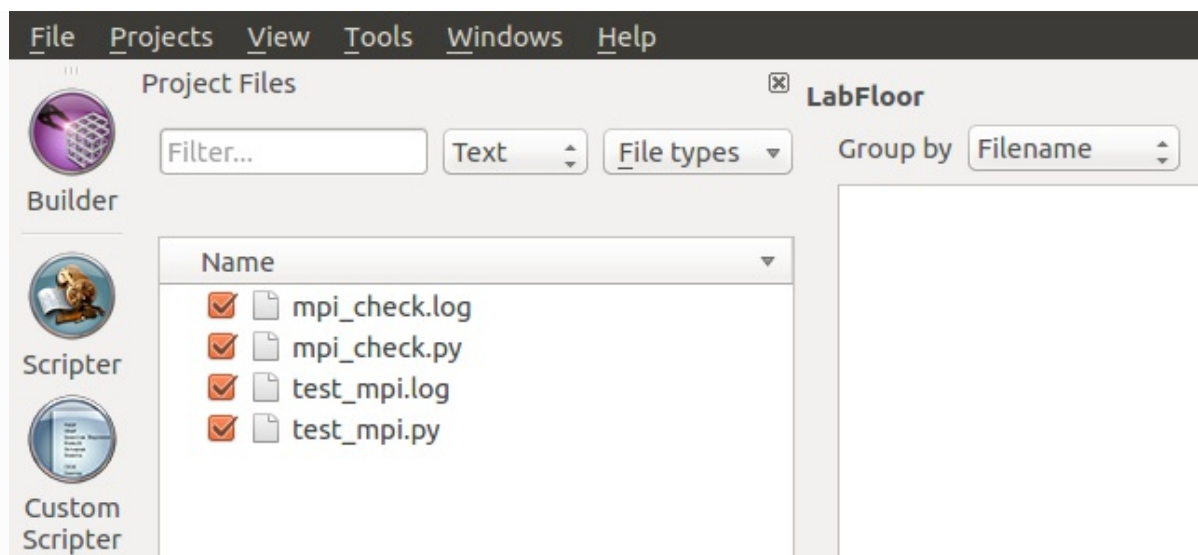 File Projects View Tools Windows Help
Project Files
LabFloor
Filter... Text File types
Group by Filename
Builder
Name
mpi_check.log
mpi_check.py
test_mpi.log
test_mpi.py
Scripter
Custom
Scripter